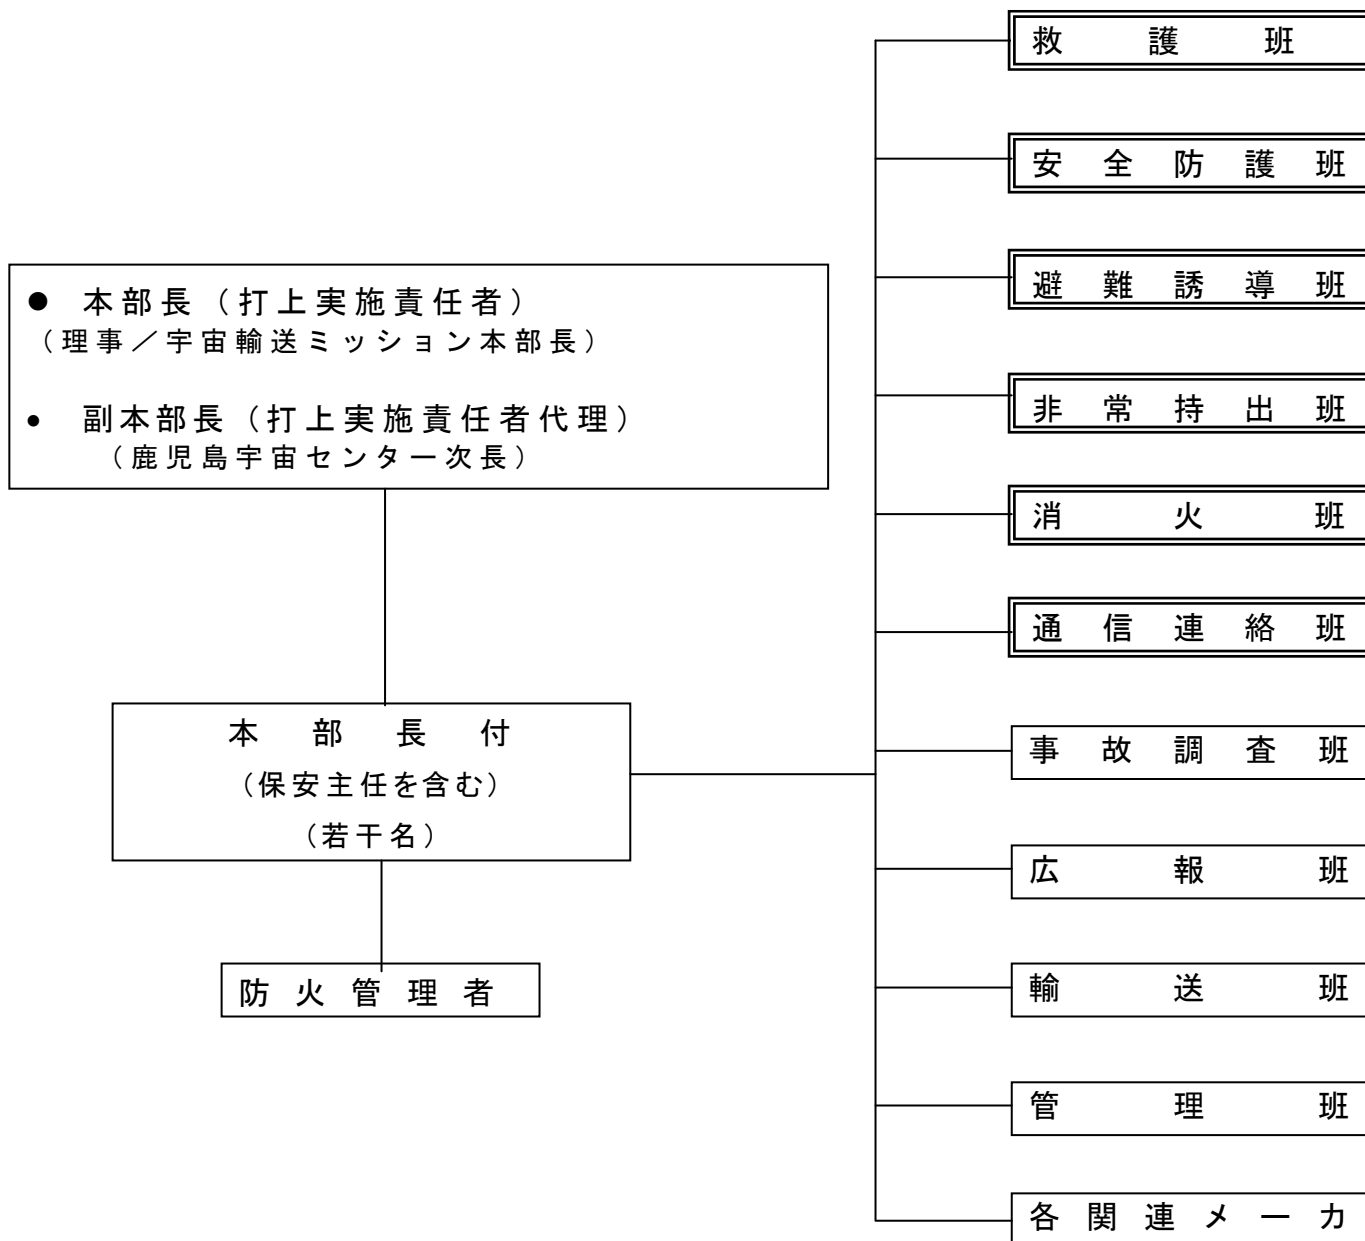 ● 本部長（打上実施責任者）
（理事／宇宙輸送ミッション本部長）
• 副本部長（打上実施責任者代理）
（鹿児島宇宙センター次長）
本部長付
（保安主任を含む）
（若干名）
防火管理者
救護班
安全防護班
避難誘導班
非常持出班
消火班
通信連絡班
事故調査班
広報班
輸送班
管理班
各関連メーカ